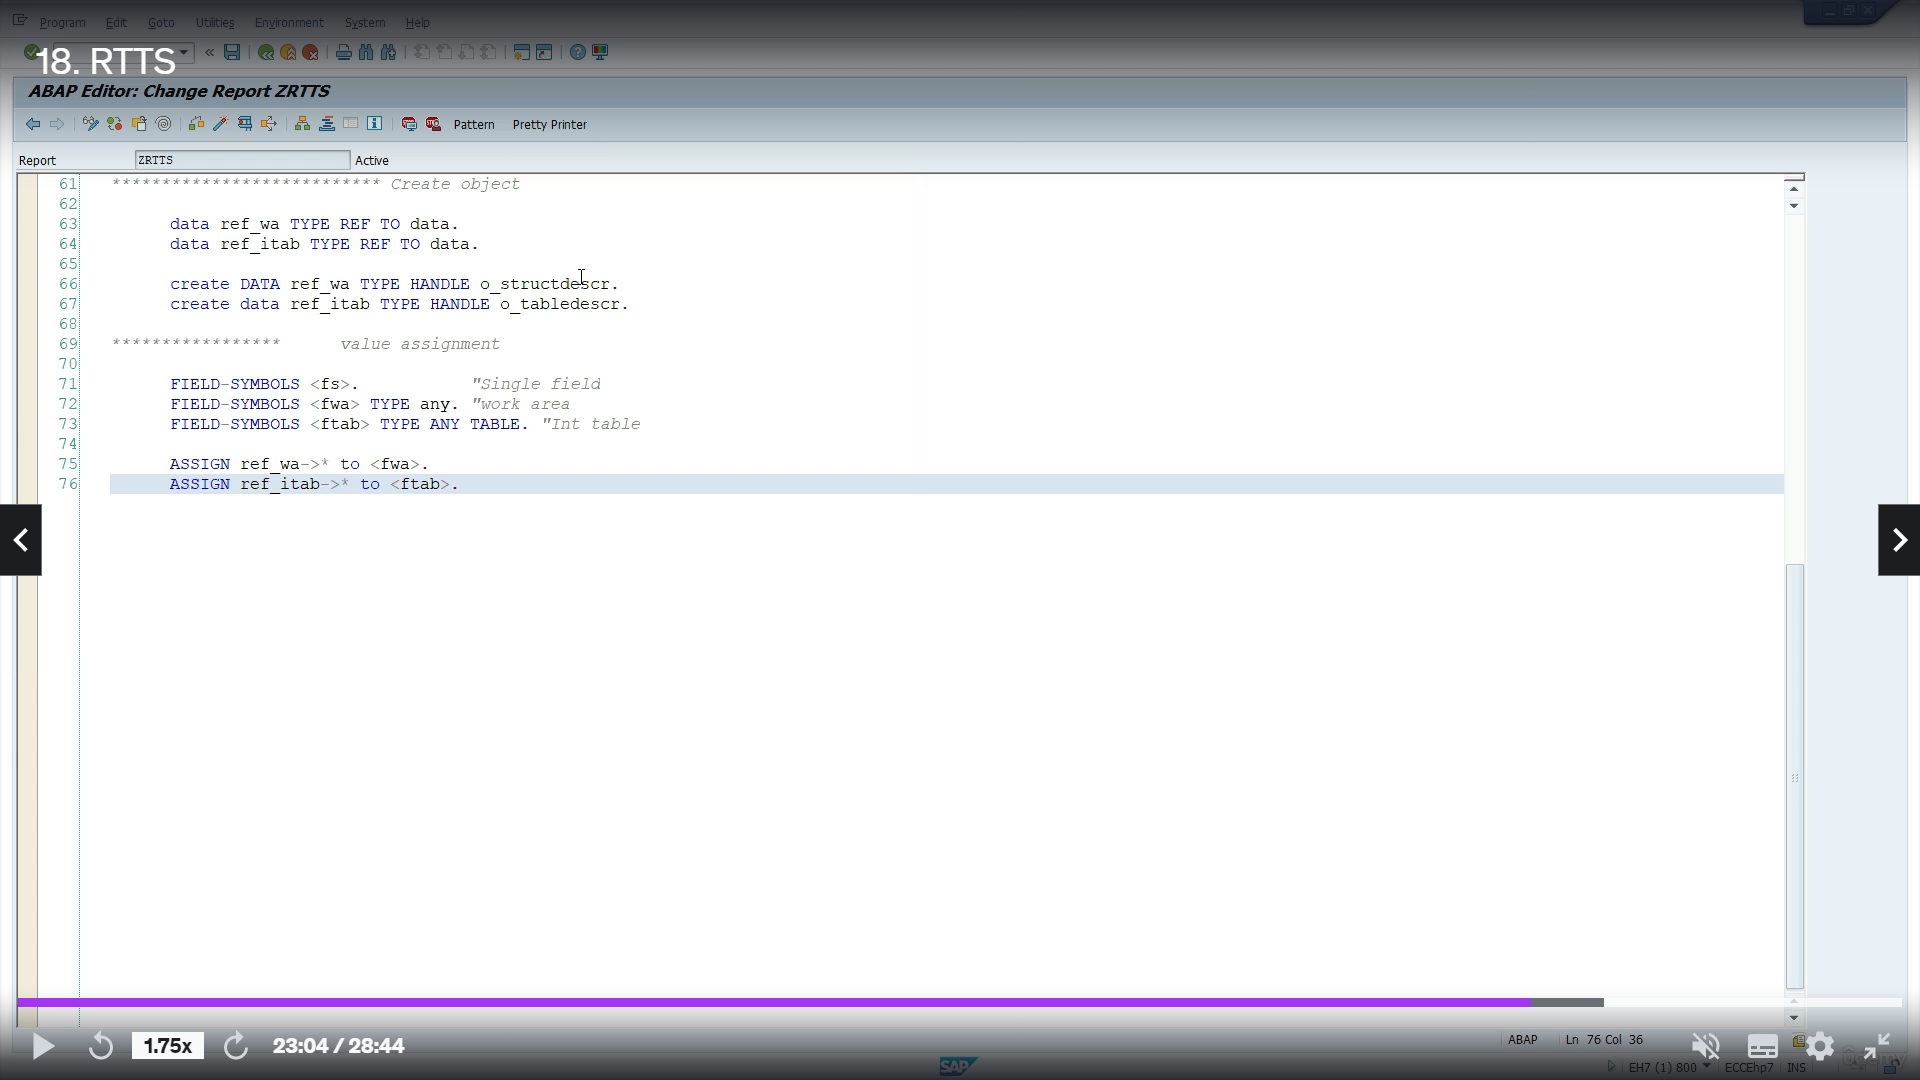 Program Edit Goto Utilities Environment System Help
18. RTTS
ABAP Editor: Change Report ZRTTS
Pattern Pretty Printer
Report ZRTTS Active
61 *************************** Create object
62
63 data ref_wa TYPE REF TO data.
64 data ref_itab TYPE REF TO data.
65
66 create DATA ref_wa TYPE HANDLE o_structdescr.
67 create data ref_itab TYPE HANDLE o_tabledescr.
68
69 ***************** value assignment
70
71 FIELD-SYMBOLS <fs>. "Single field
72 FIELD-SYMBOLS <fwa> TYPE any. "work area
73 FIELD-SYMBOLS <ftab> TYPE ANY TABLE. "Int table
74
75 ASSIGN ref_wa->* to <fwa>.
76 ASSIGN ref_itab->* to <ftab>.
1.75x 23:04 / 28:44
ABAP Ln 76 Col 36
SAP EH7 (1) 800 ECCEhp7 INS
udemy